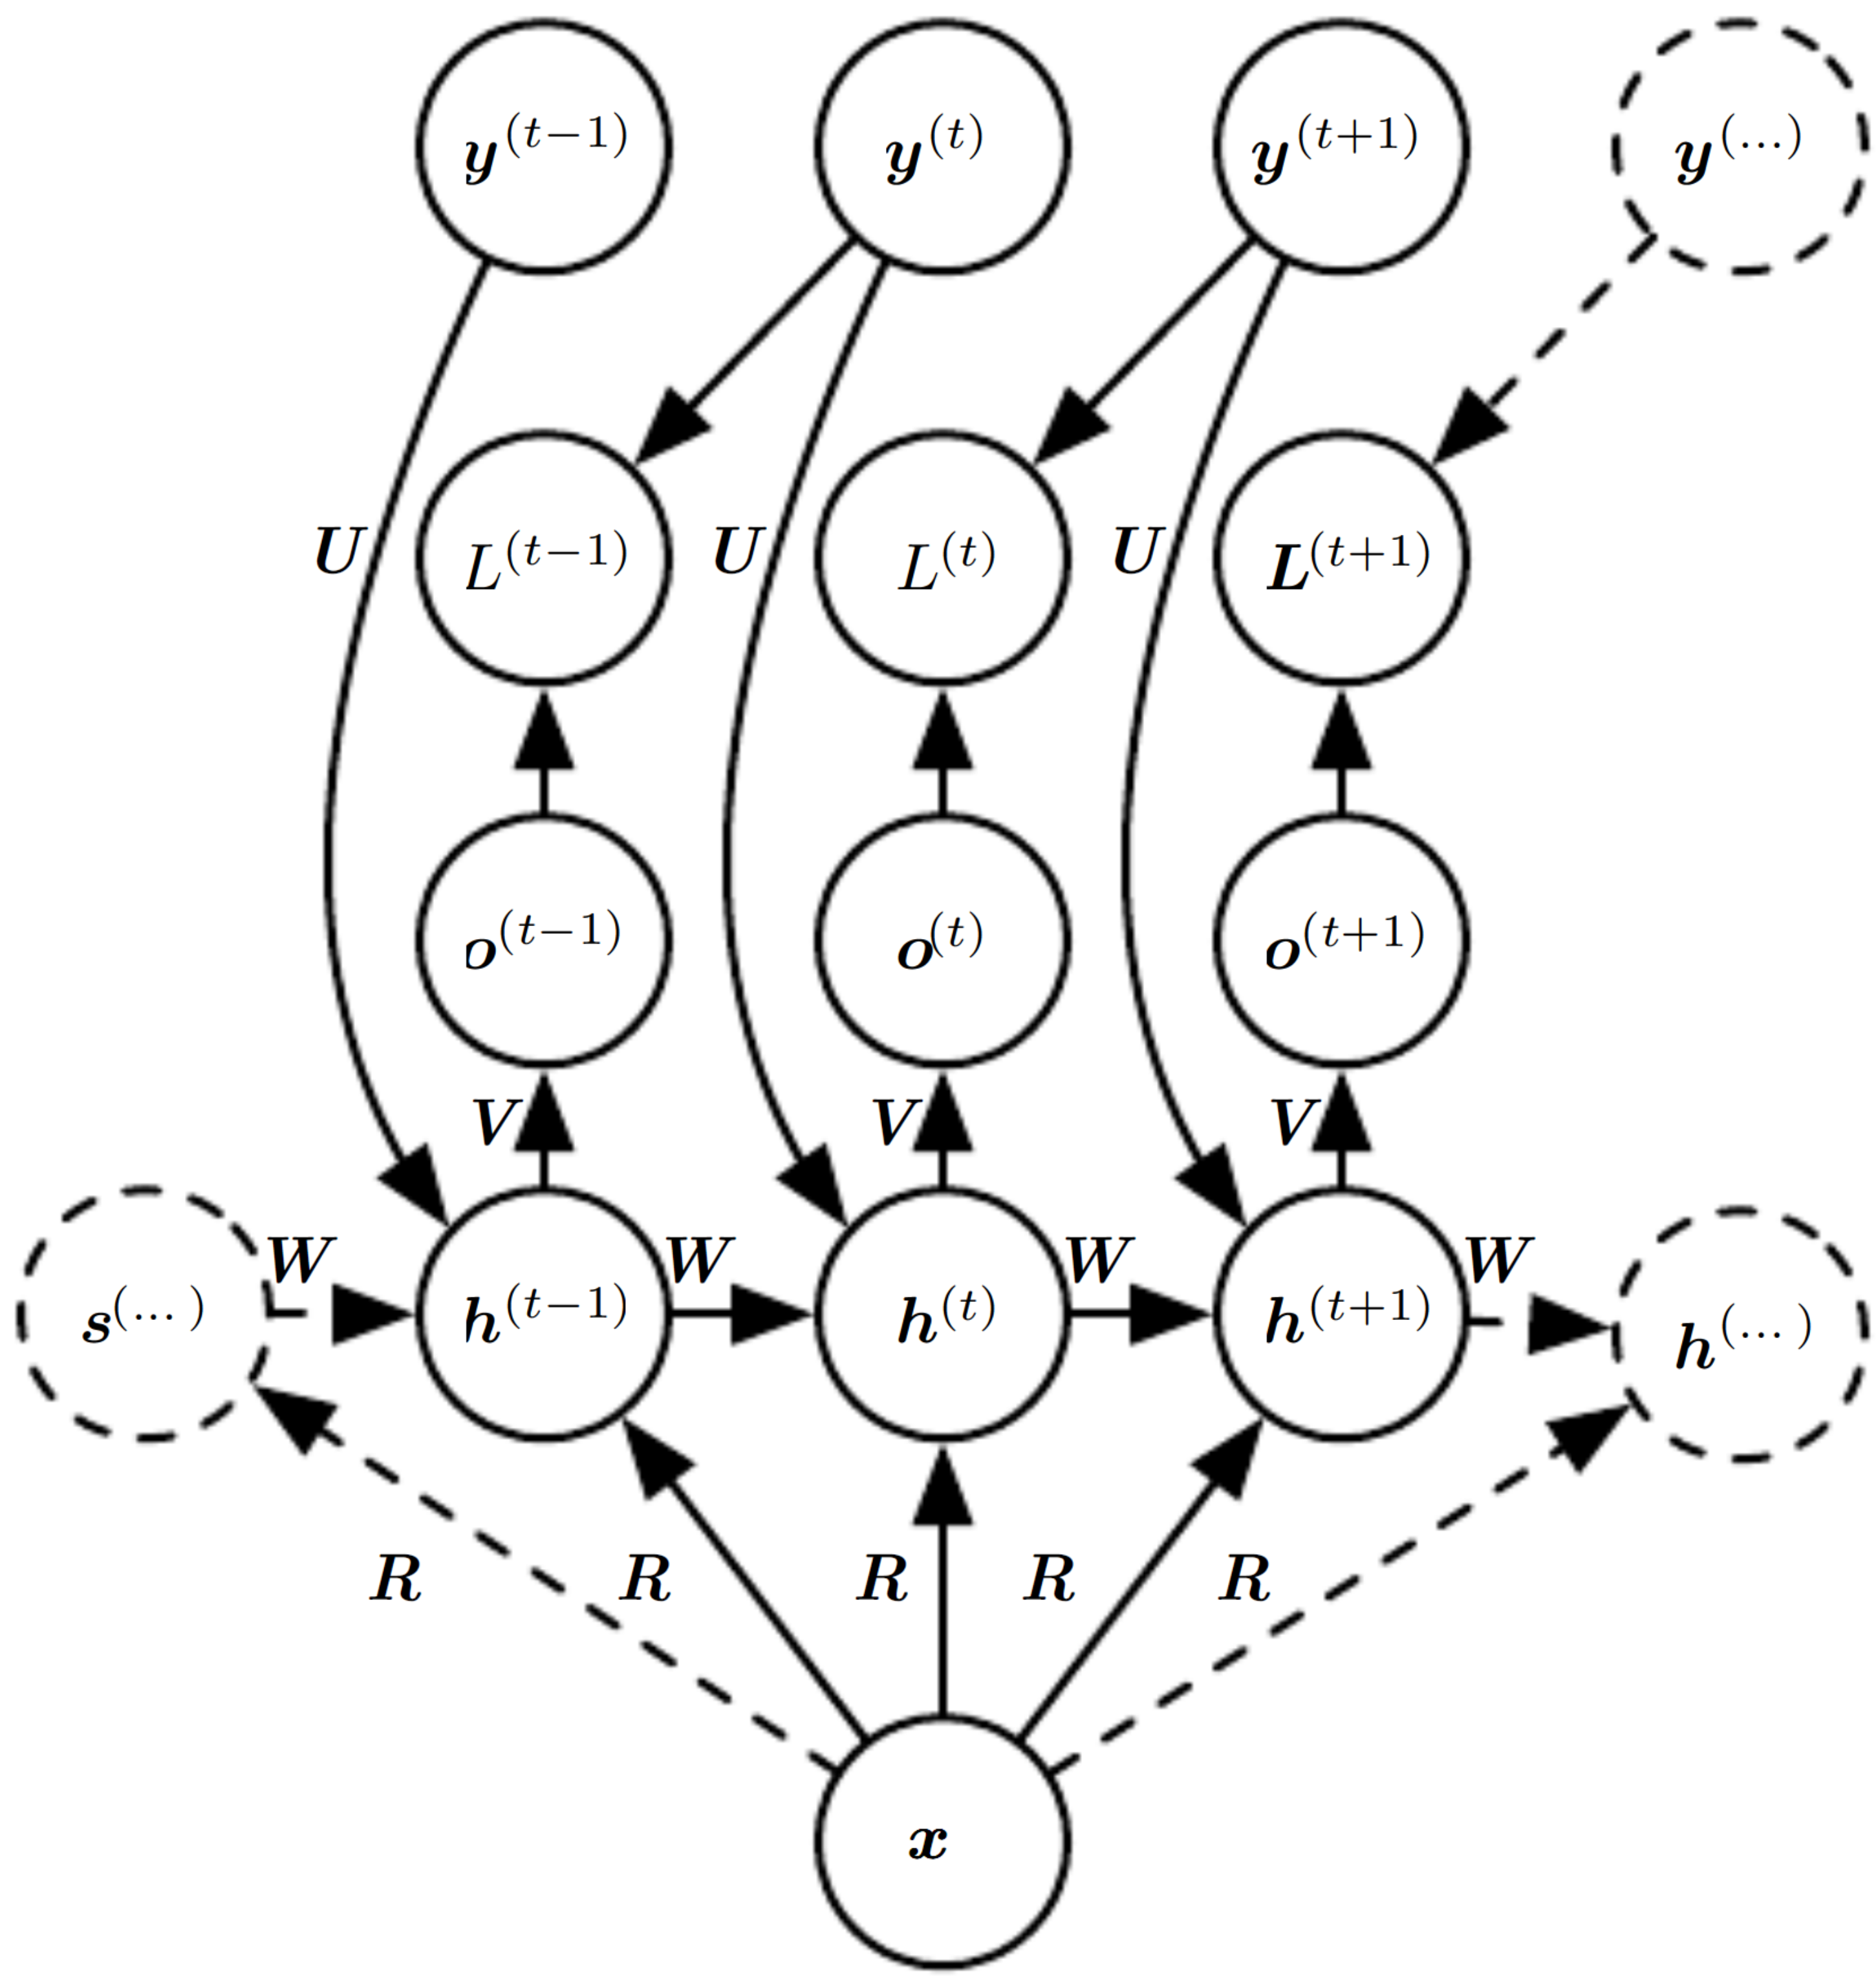 y^(t−1) y^(t) y^(t+1) y^(...)
U L^(t−1) U L^(t) U L^(t+1)
o^(t−1) o^(t) o^(t+1)
V V V
W W W W
s^(...) h^(t−1) h^(t) h^(t+1) h^(...)
R R R R R
x